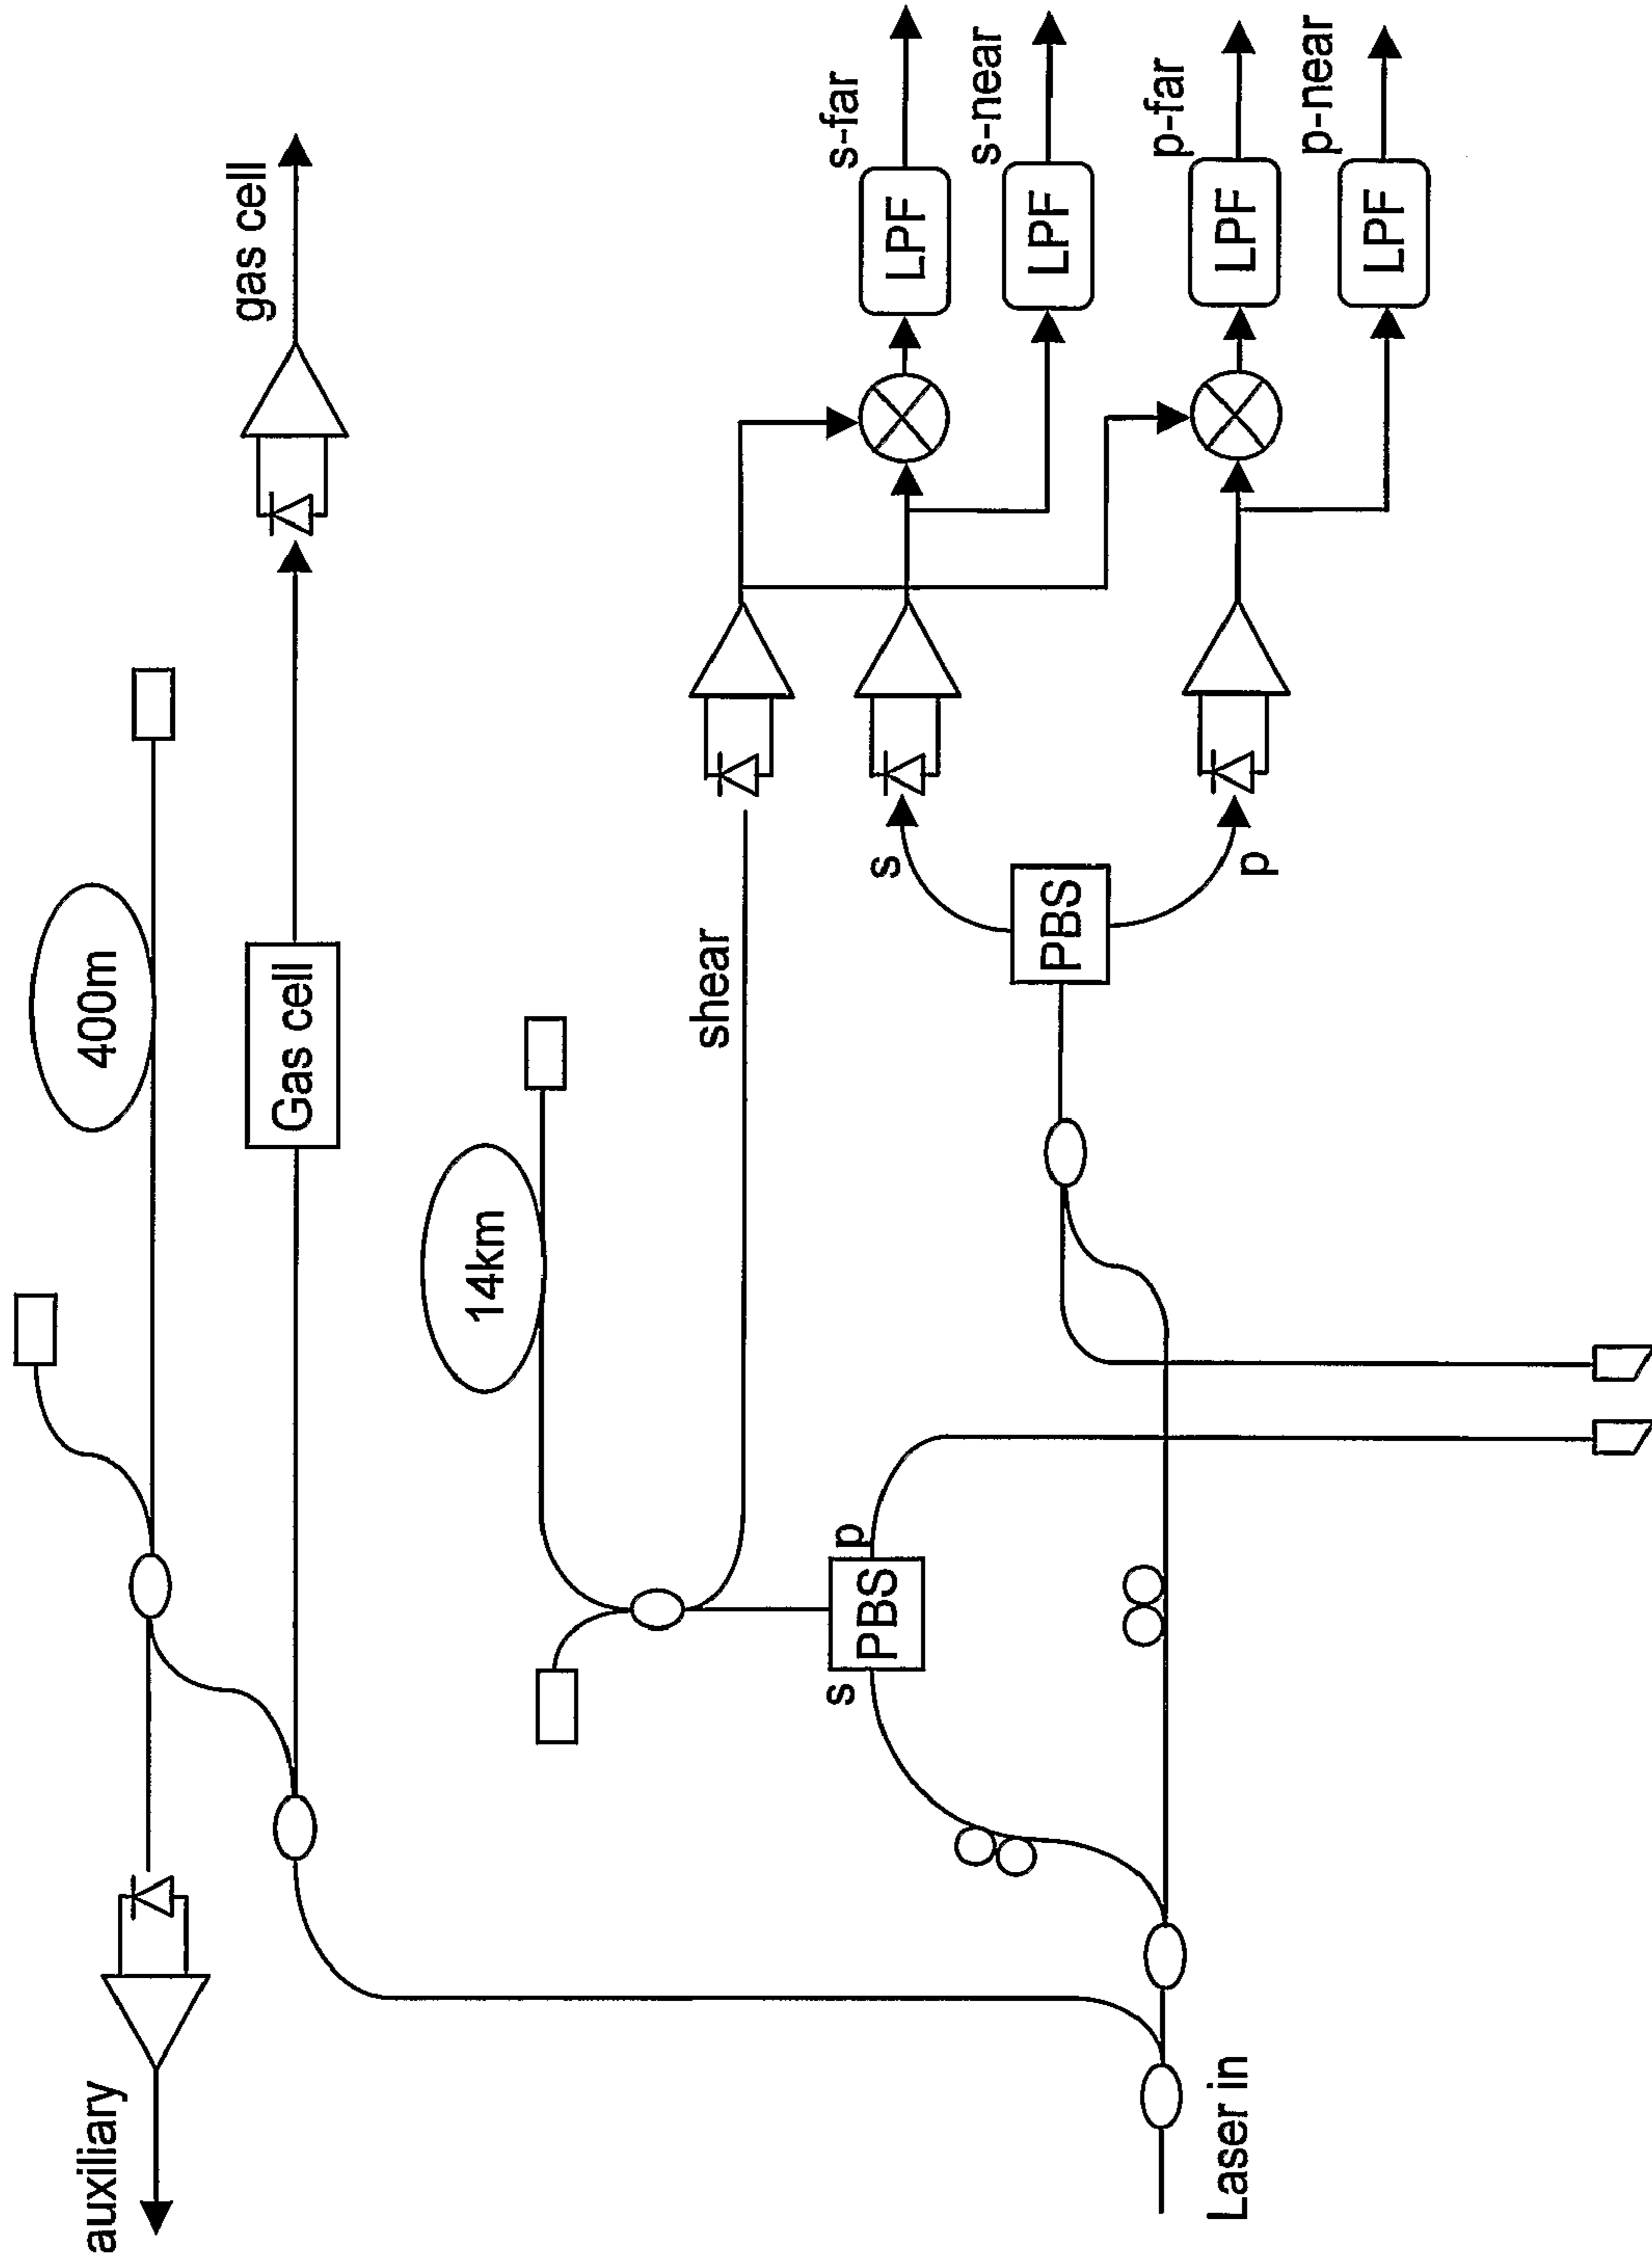 auxiliary
400m
Gas cell
gas cell
14km
shear
s
PBS
p
s
PBS
p
Laser in
LPF
s-far
LPF
s-near
LPF
p-far
LPF
p-near